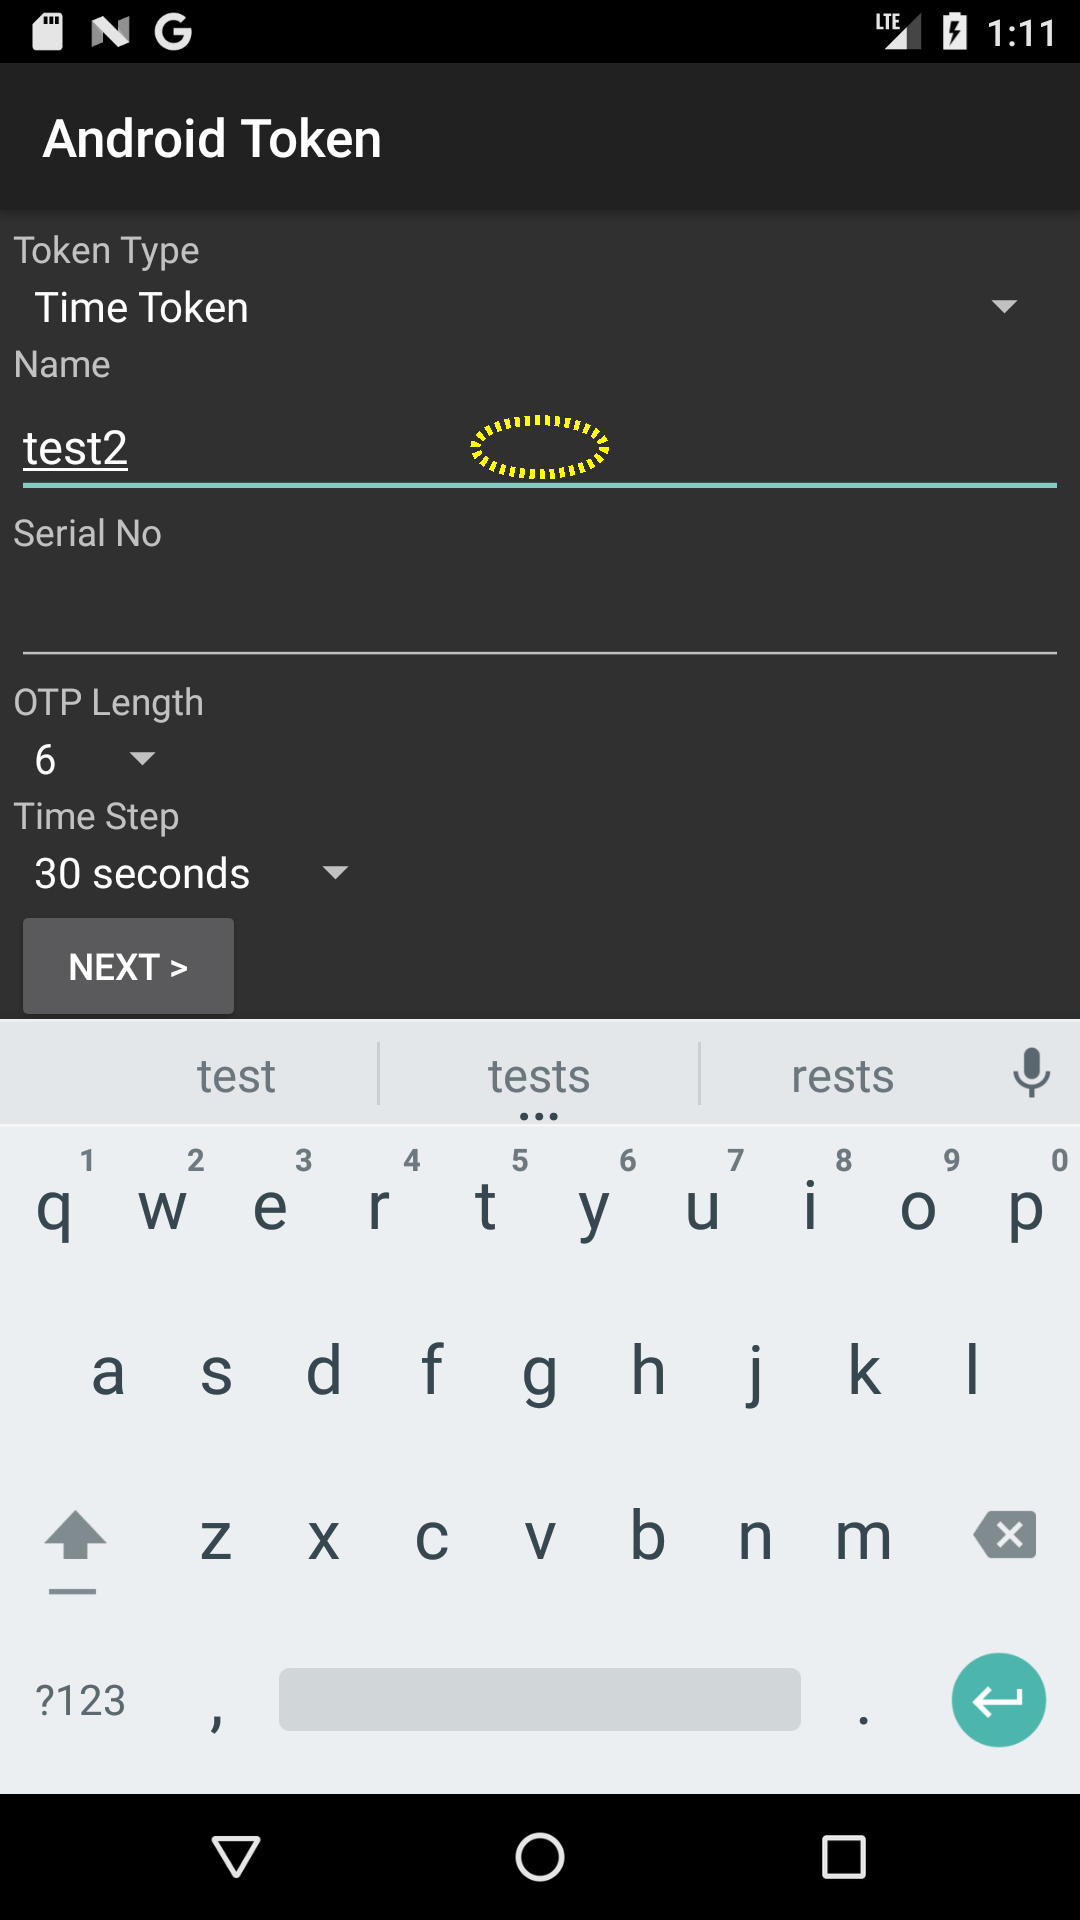 LTE 1:11
Android Token
Token Type
Time Token
Name
test2
Serial No
OTP Length
6
Time Step
30 seconds
NEXT >
test tests rests
1 2 3 4 5 6 7 8 9 0
q w e r t y u i o p
a s d f g h j k l
z x c v b n m
?123 , .